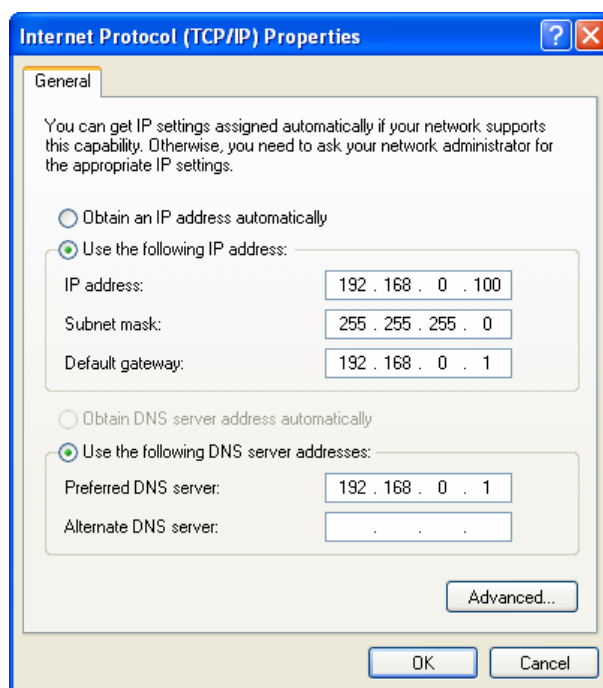 Internet Protocol (TCP/IP) Properties
General
You can get IP settings assigned automatically if your network supports
this capability. Otherwise, you need to ask your network administrator for
the appropriate IP settings.
Obtain an IP address automatically
Use the following IP address:
IP address: 192 . 168 . 0 . 100
Subnet mask: 255 . 255 . 255 . 0
Default gateway: 192 . 168 . 0 . 1
Obtain DNS server address automatically
Use the following DNS server addresses:
Preferred DNS server: 192 . 168 . 0 . 1
Alternate DNS server: . . .
Advanced...
OK Cancel